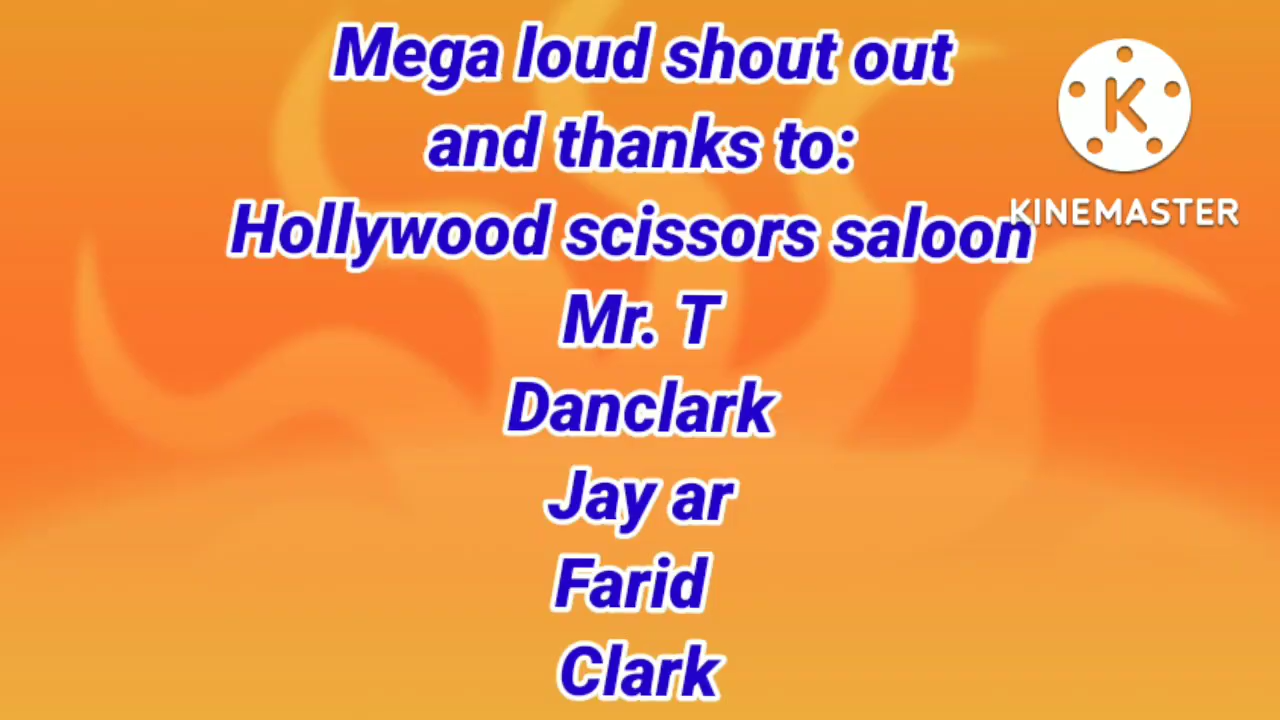 Mega loud shout out
and thanks to:
Hollywood scissors saloon
Mr. T
Danclark
Jay ar
Farid
Clark
K
KINEMASTER